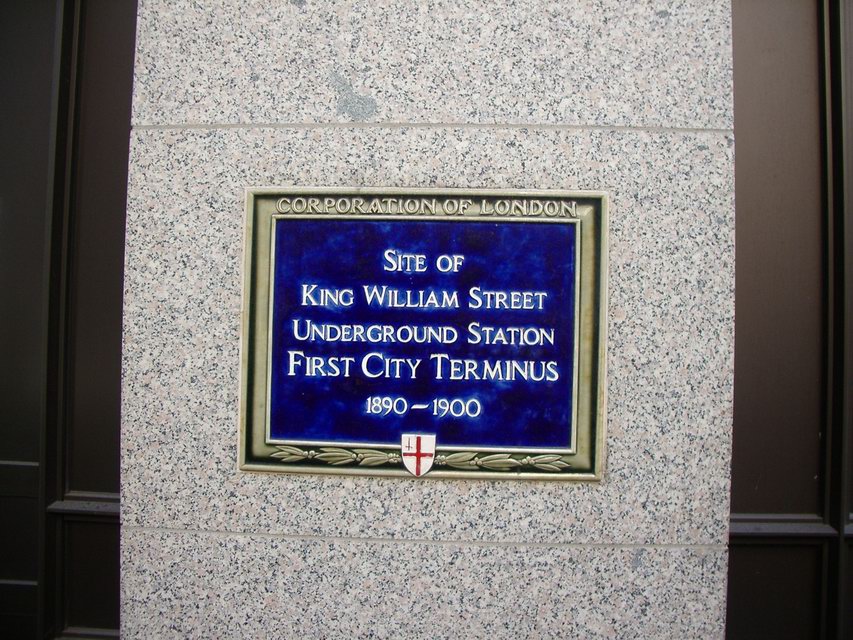 CORPORATION OF LONDON
SITE OF
KING WILLIAM STREET
UNDERGROUND STATION
FIRST CITY TERMINUS
1890 – 1900